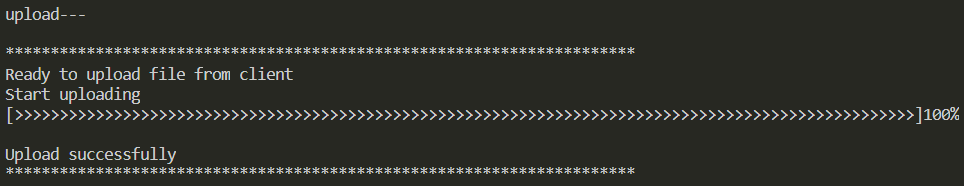 upload---
**********************************************************************
Ready to upload file from client
Start uploading
[>>>>>>>>>>>>>>>>>>>>>>>>>>>>>>>>>>>>>>>>>>>>>>>>>>>>>>>>>>>>>>>>>>>>>>>>>>>>>>>>>>>>>>>>>>>>>>>>>>>>]100%
Upload successfully
**********************************************************************